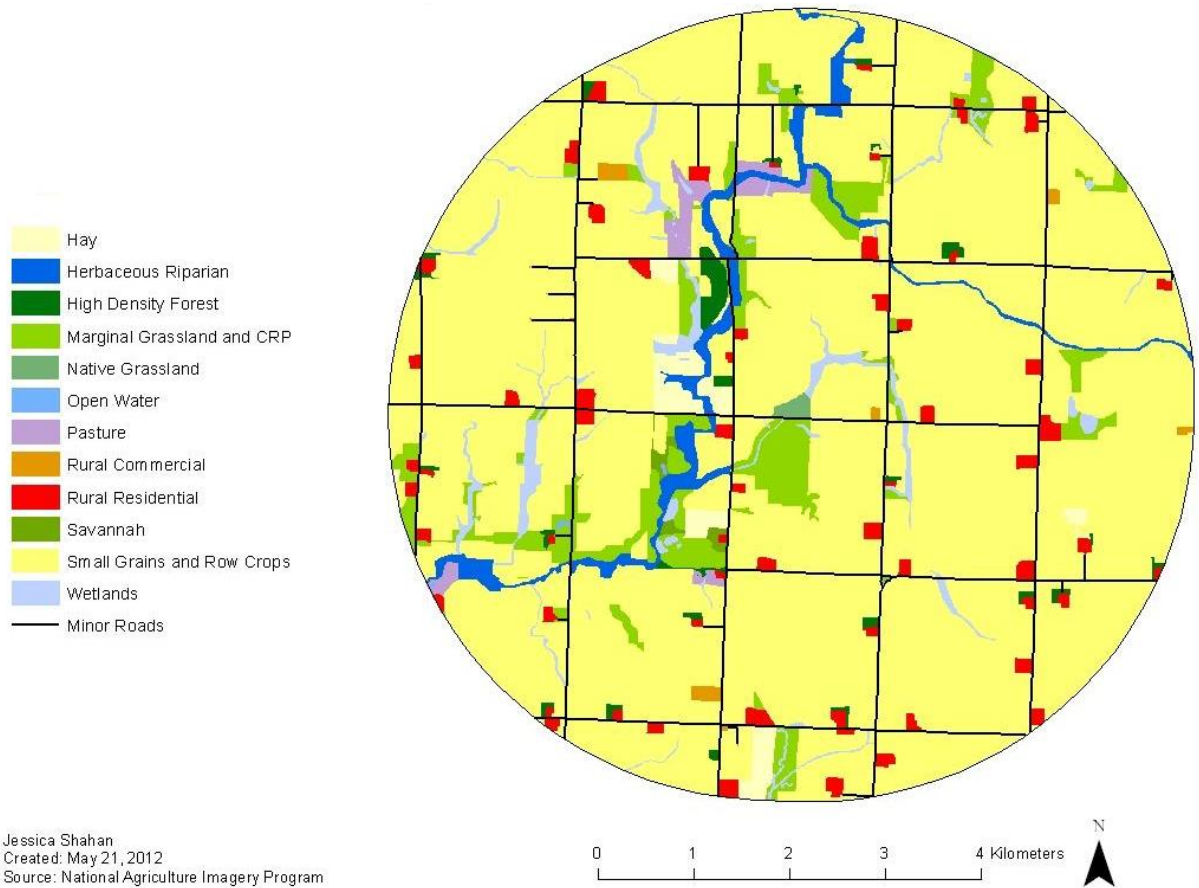 Hay
Herbaceous Riparian
High Density Forest
Marginal Grassland and CRP
Native Grassland
Open Water
Pasture
Rural Commercial
Rural Residential
Savannah
Small Grains and Row Crops
Wetlands
Minor Roads
Jessica Shahan
Created: May 21, 2012
Source: National Agriculture Imagery Program
0 1 2 3 4 Kilometers
N